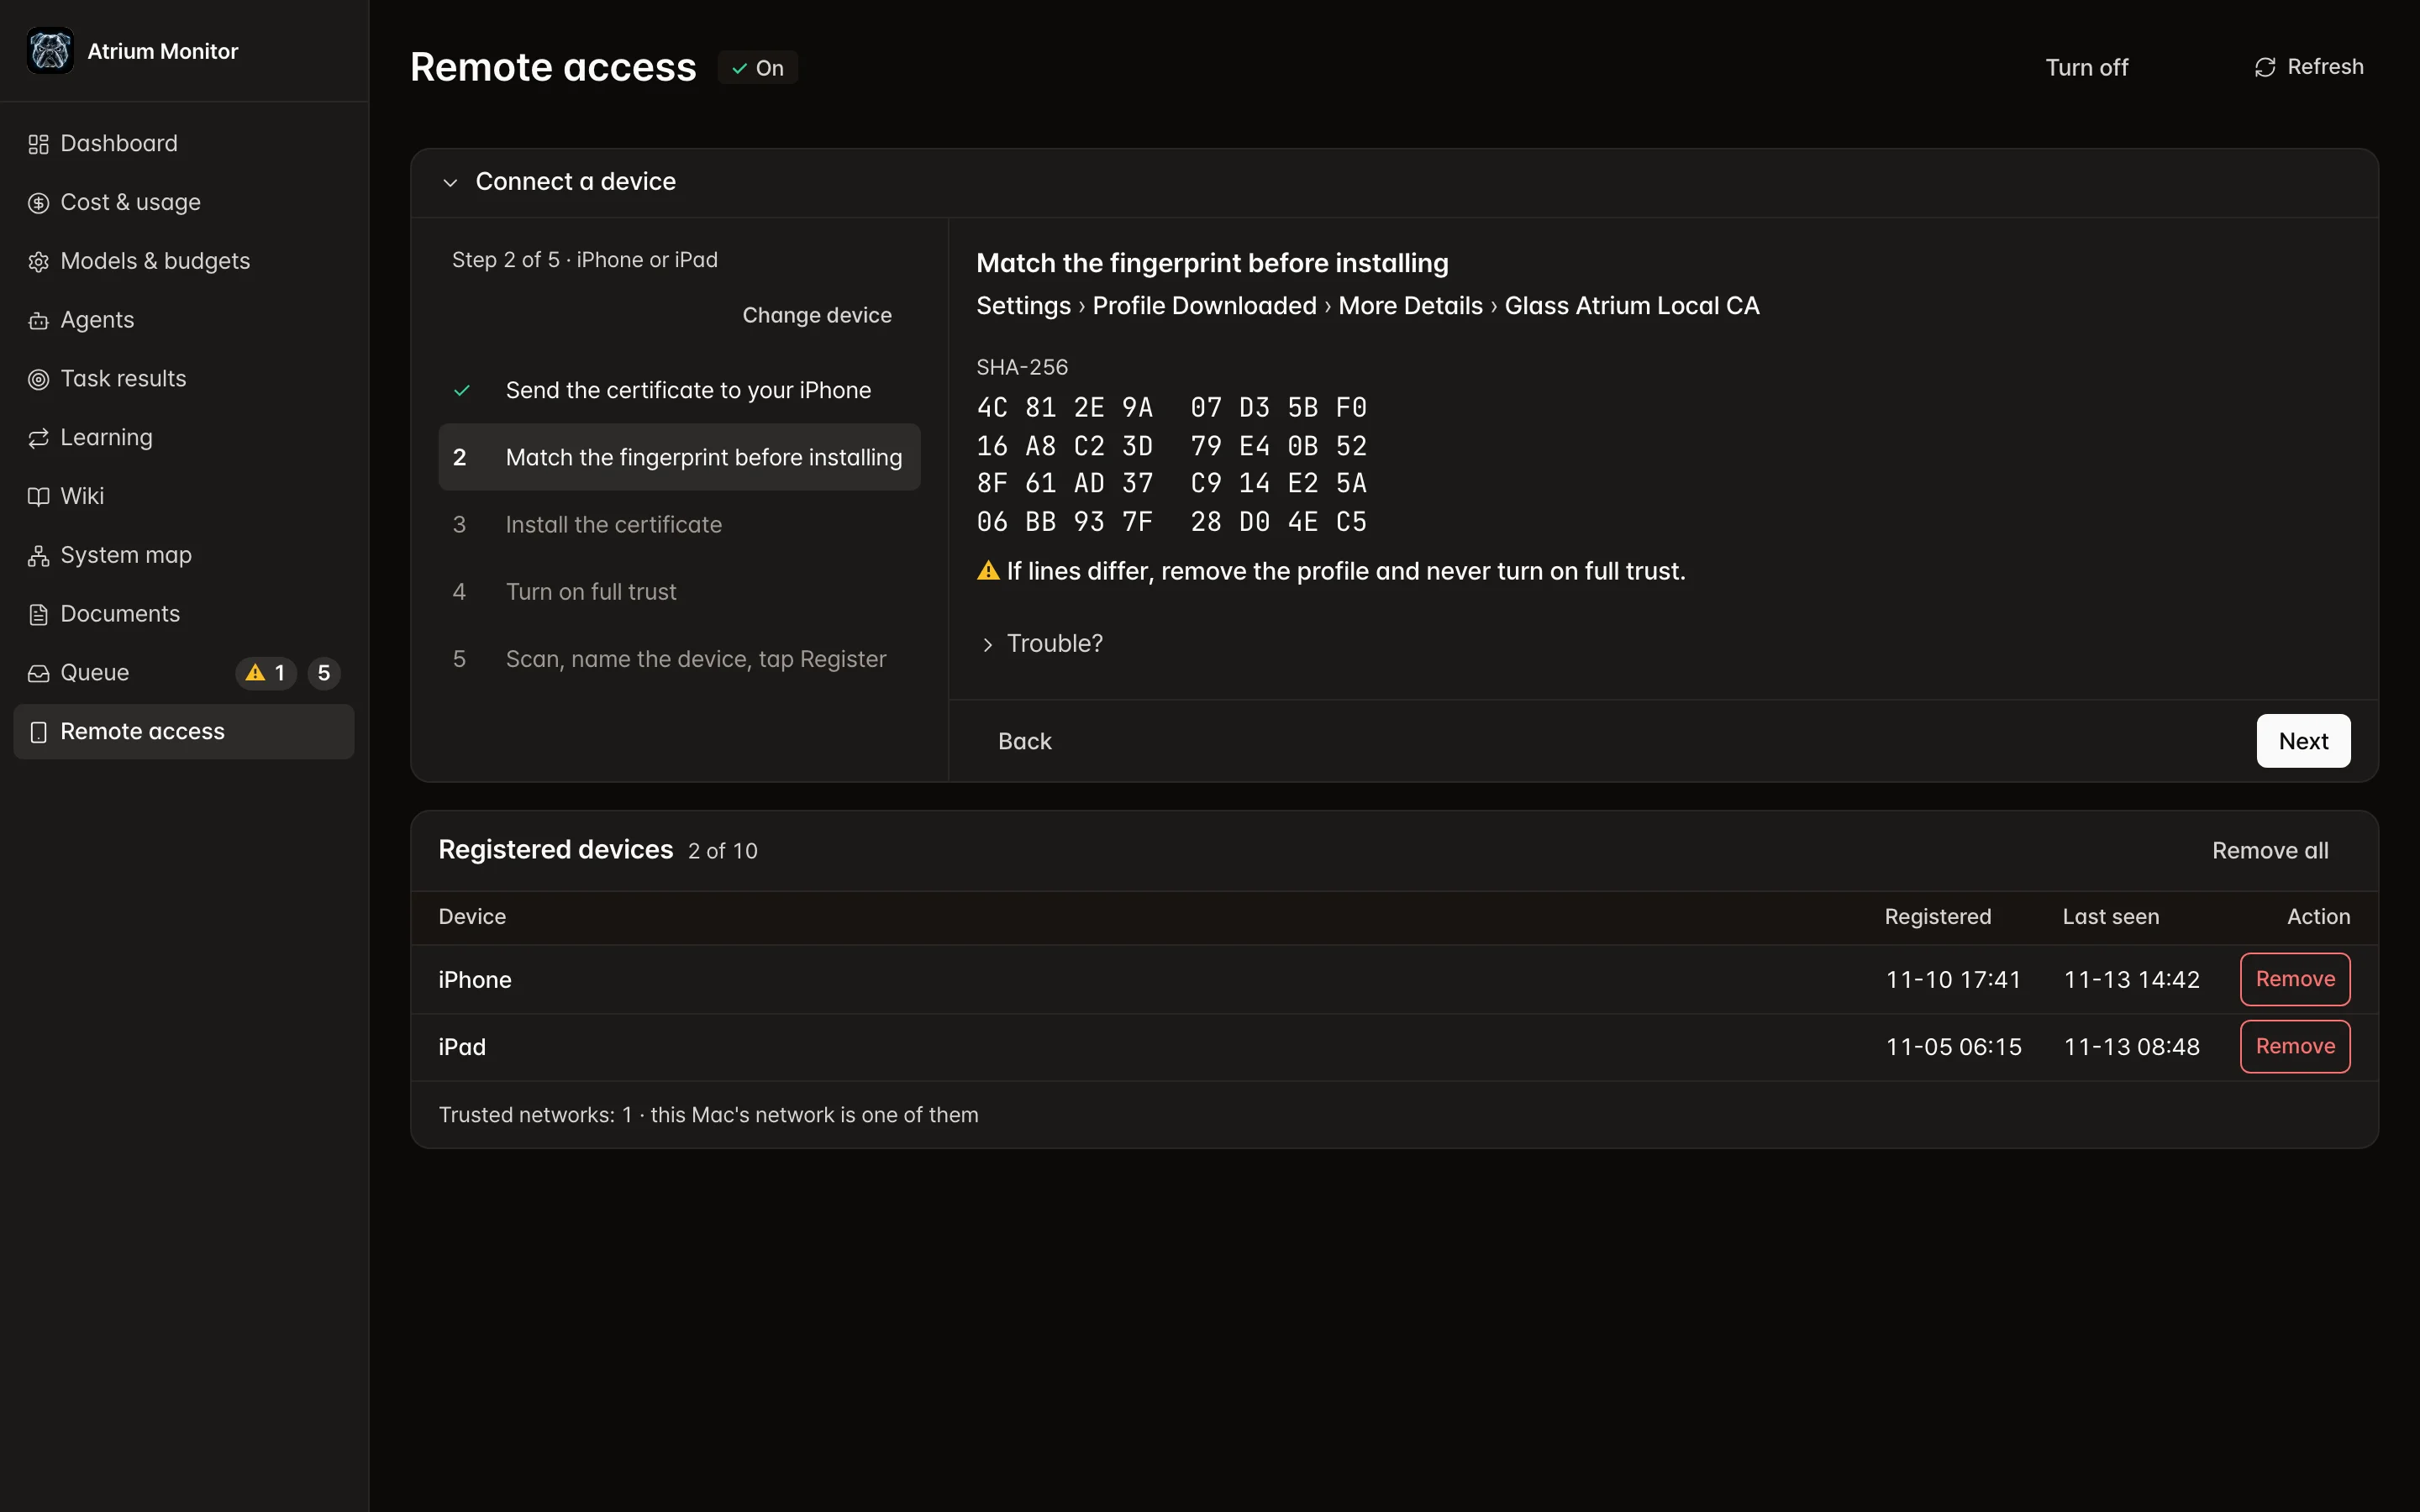 Atrium Monitor
Dashboard
Cost & usage
Models & budgets
Agents
Task results
Learning
Wiki
System map
Documents
Queue 1 5
Remote access
Remote access On Turn off Refresh
Connect a device
Step 2 of 5 · iPhone or iPad
Change device
Send the certificate to your iPhone
2 Match the fingerprint before installing
3 Install the certificate
4 Turn on full trust
5 Scan, name the device, tap Register
Match the fingerprint before installing
Settings › Profile Downloaded › More Details › Glass Atrium Local CA
SHA-256
4C 81 2E 9A 07 D3 5B F0
16 A8 C2 3D 79 E4 0B 52
8F 61 AD 37 C9 14 E2 5A
06 BB 93 7F 28 D0 4E C5
If lines differ, remove the profile and never turn on full trust.
Trouble?
Back Next
Registered devices 2 of 10 Remove all
Device Registered Last seen Action
iPhone 11-10 17:41 11-13 14:42 Remove
iPad 11-05 06:15 11-13 08:48 Remove
Trusted networks: 1 · this Mac's network is one of them